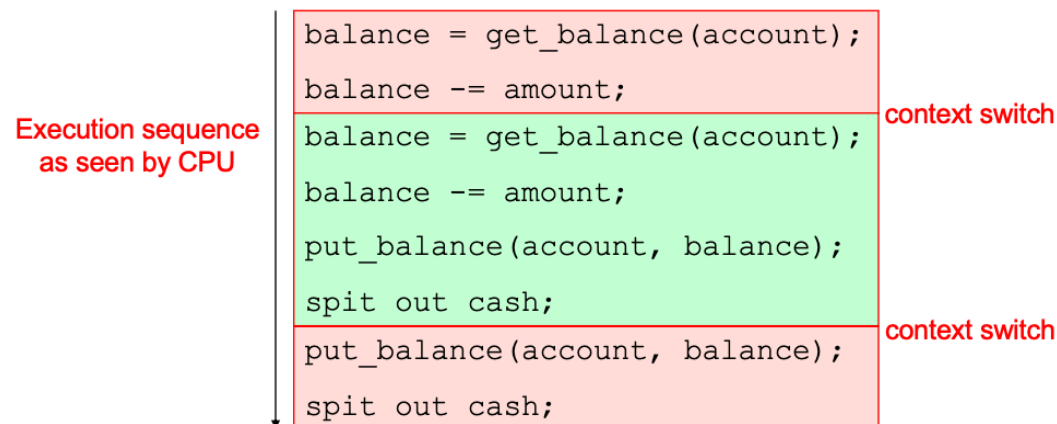 balance = get_balance(account);
balance -= amount;
context switch
Execution sequence
as seen by CPU
balance = get_balance(account);
balance -= amount;
put_balance(account, balance);
spit out cash;
context switch
put_balance(account, balance);
spit out cash;